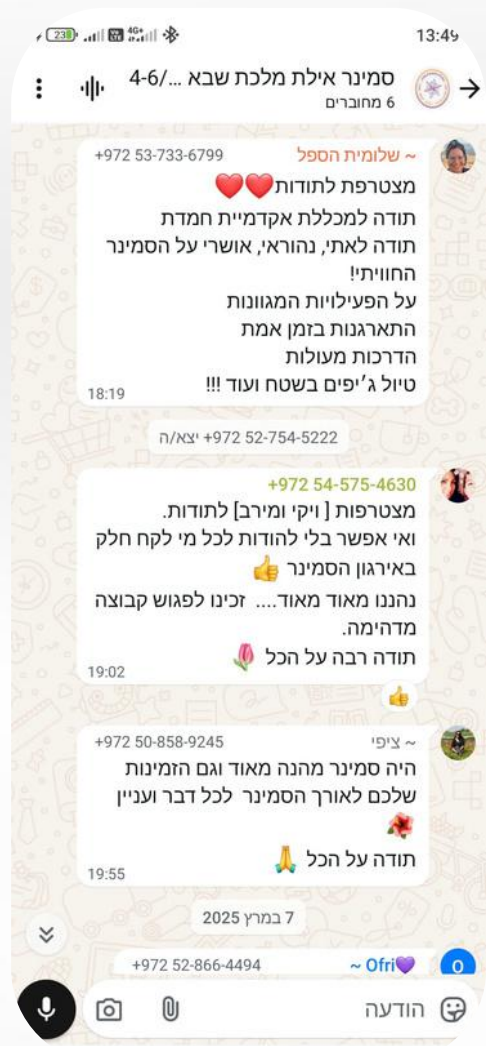 13:49
23
4G+
סמינר אילת מלכת שבא ...4-6/
6 מחוברים
~ שלומית הספל +972 53-733-6799
מצטרפת לתודות❤️❤️
תודה למכללת אקדמיית חמדת
תודה לאתי, נהוראי, אושרי על הסמינר
החוויתי!
על הפעילויות המגוונות
התארגנות בזמן אמת
הדרכות מעולות
טיול ג׳יפים בשטח ועוד !!!
18:19
+972 52-754-5222 יצא/ה
+972 54-575-4630
מצטרפות [ ויקי ומירב] לתודות.
ואי אפשר בלי להודות לכל מי לקח חלק
באירגון הסמינר 👍
נהננו מאוד מאוד.... זכינו לפגוש קבוצה
מדהימה.
תודה רבה על הכל 🌷
19:02
👍
~ ציפי +972 50-858-9245
היה סמינר מהנה מאוד וגם הזמינות
שלכם לאורך הסמינר לכל דבר ועניין
🌺
תודה על הכל 🙏
19:55
7 במרץ 2025
~ Ofri💜 +972 52-866-4494
O
הודעה